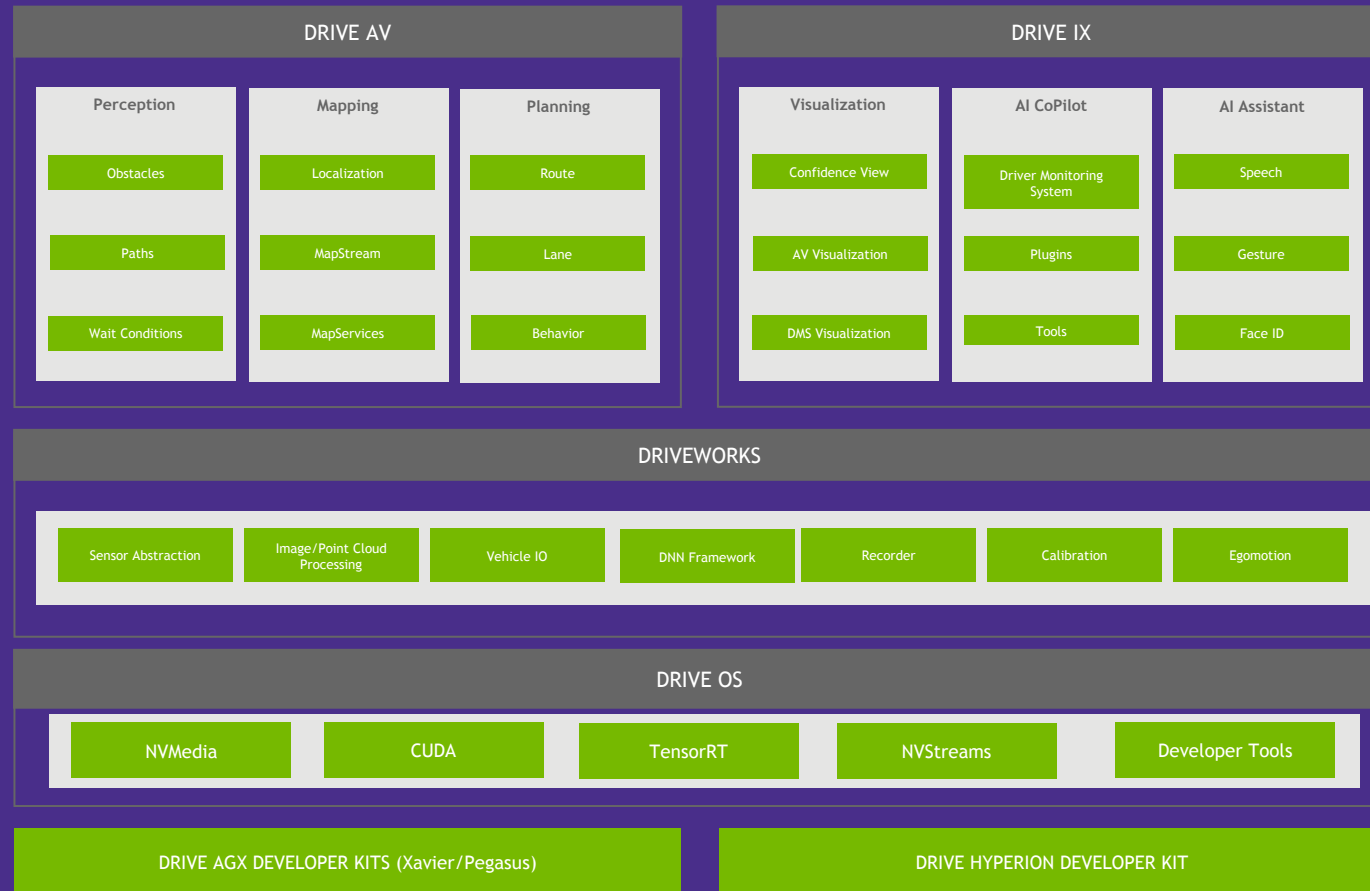 DRIVE AV
Perception
Obstacles
Paths
Wait Conditions
Mapping
Localization
MapStream
MapServices
Planning
Route
Lane
Behavior
DRIVE IX
Visualization
Confidence View
AV Visualization
DMS Visualization
AI CoPilot
Driver Monitoring
System
Plugins
Tools
AI Assistant
Speech
Gesture
Face ID
DRIVEWORKS
Sensor Abstraction
Image/Point Cloud
Processing
Vehicle IO
DNN Framework
Recorder
Calibration
Egomotion
DRIVE OS
NVMedia
CUDA
TensorRT
NVStreams
Developer Tools
DRIVE AGX DEVELOPER KITS (Xavier/Pegasus)
DRIVE HYPERION DEVELOPER KIT